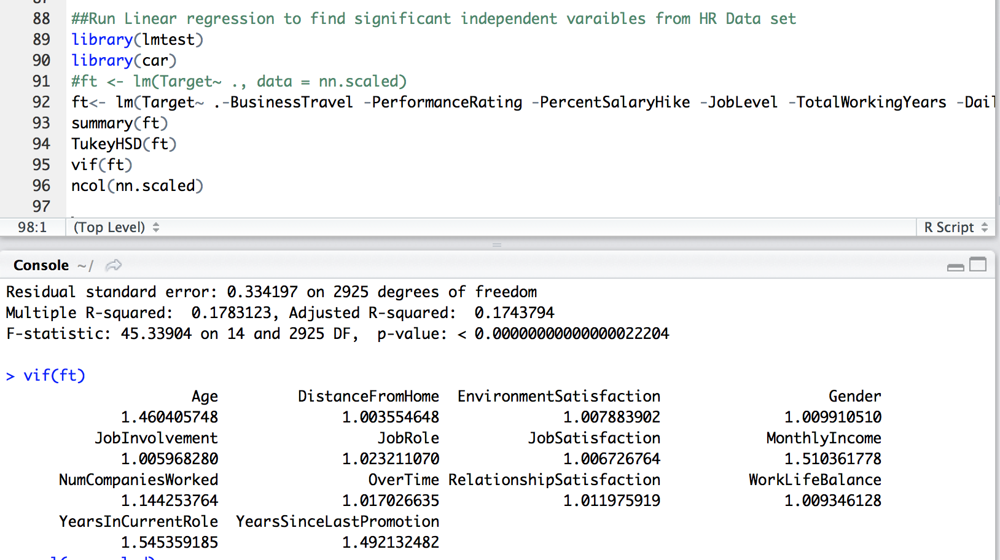 88 ##Run Linear regression to find significant independent varaibles from HR Data set
89 library(lmtest)
90 library(car)
91 #ft <- lm(Target~ ., data = nn.scaled)
92 ft<- lm(Target~ .-BusinessTravel -PerformanceRating -PercentSalaryHike -JobLevel -TotalWorkingYears -Dail
93 summary(ft)
94 TukeyHSD(ft)
95 vif(ft)
96 ncol(nn.scaled)
97
98:1 (Top Level) R Script
Console ~/
Residual standard error: 0.334197 on 2925 degrees of freedom
Multiple R-squared:  0.1783123, Adjusted R-squared:  0.1743794
F-statistic: 45.33904 on 14 and 2925 DF,  p-value: < 0.00000000000000022204
> vif(ft)
Age DistanceFromHome EnvironmentSatisfaction Gender
1.460405748 1.003554648 1.007883902 1.009910510
JobInvolvement JobRole JobSatisfaction MonthlyIncome
1.005968280 1.023211070 1.006726764 1.510361778
NumCompaniesWorked OverTime RelationshipSatisfaction WorkLifeBalance
1.144253764 1.017026635 1.011975919 1.009346128
YearsInCurrentRole YearsSinceLastPromotion
1.545359185 1.492132482